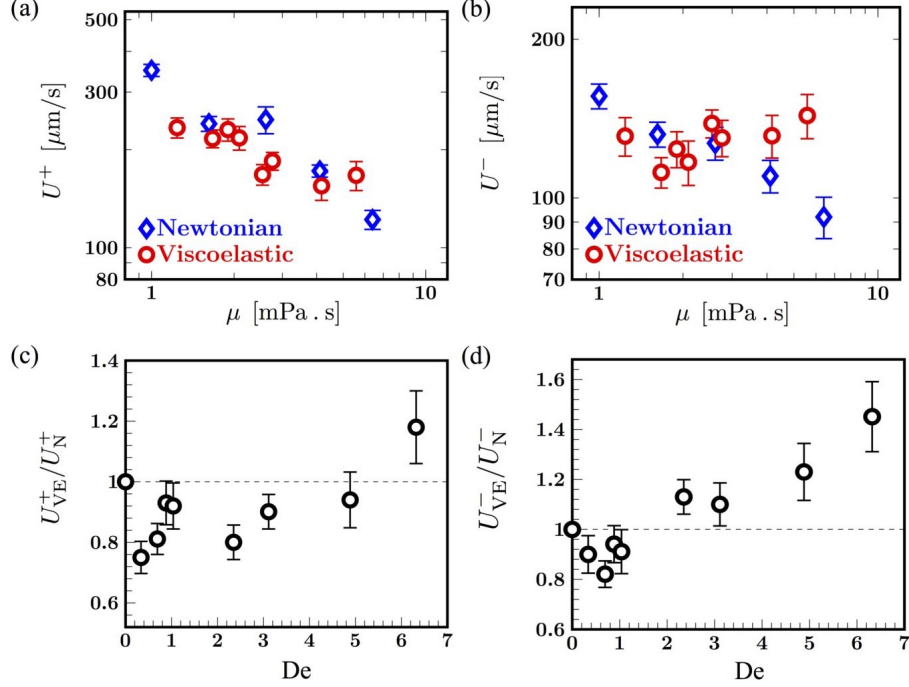 (a)
500
300
100
80
U⁺ [μm/s]
Newtonian
Viscoelastic
1
10
μ [mPa . s]
(b)
200
100
90
80
70
U⁻ [μm/s]
Newtonian
Viscoelastic
1
10
μ [mPa . s]
(c)
1.4
1.2
1
0.8
0.6
U⁺VE/U⁺N
0 1 2 3 4 5 6 7
De
(d)
1.6
1.4
1.2
1
0.8
0.6
U⁻VE/U⁻N
0 1 2 3 4 5 6 7
De